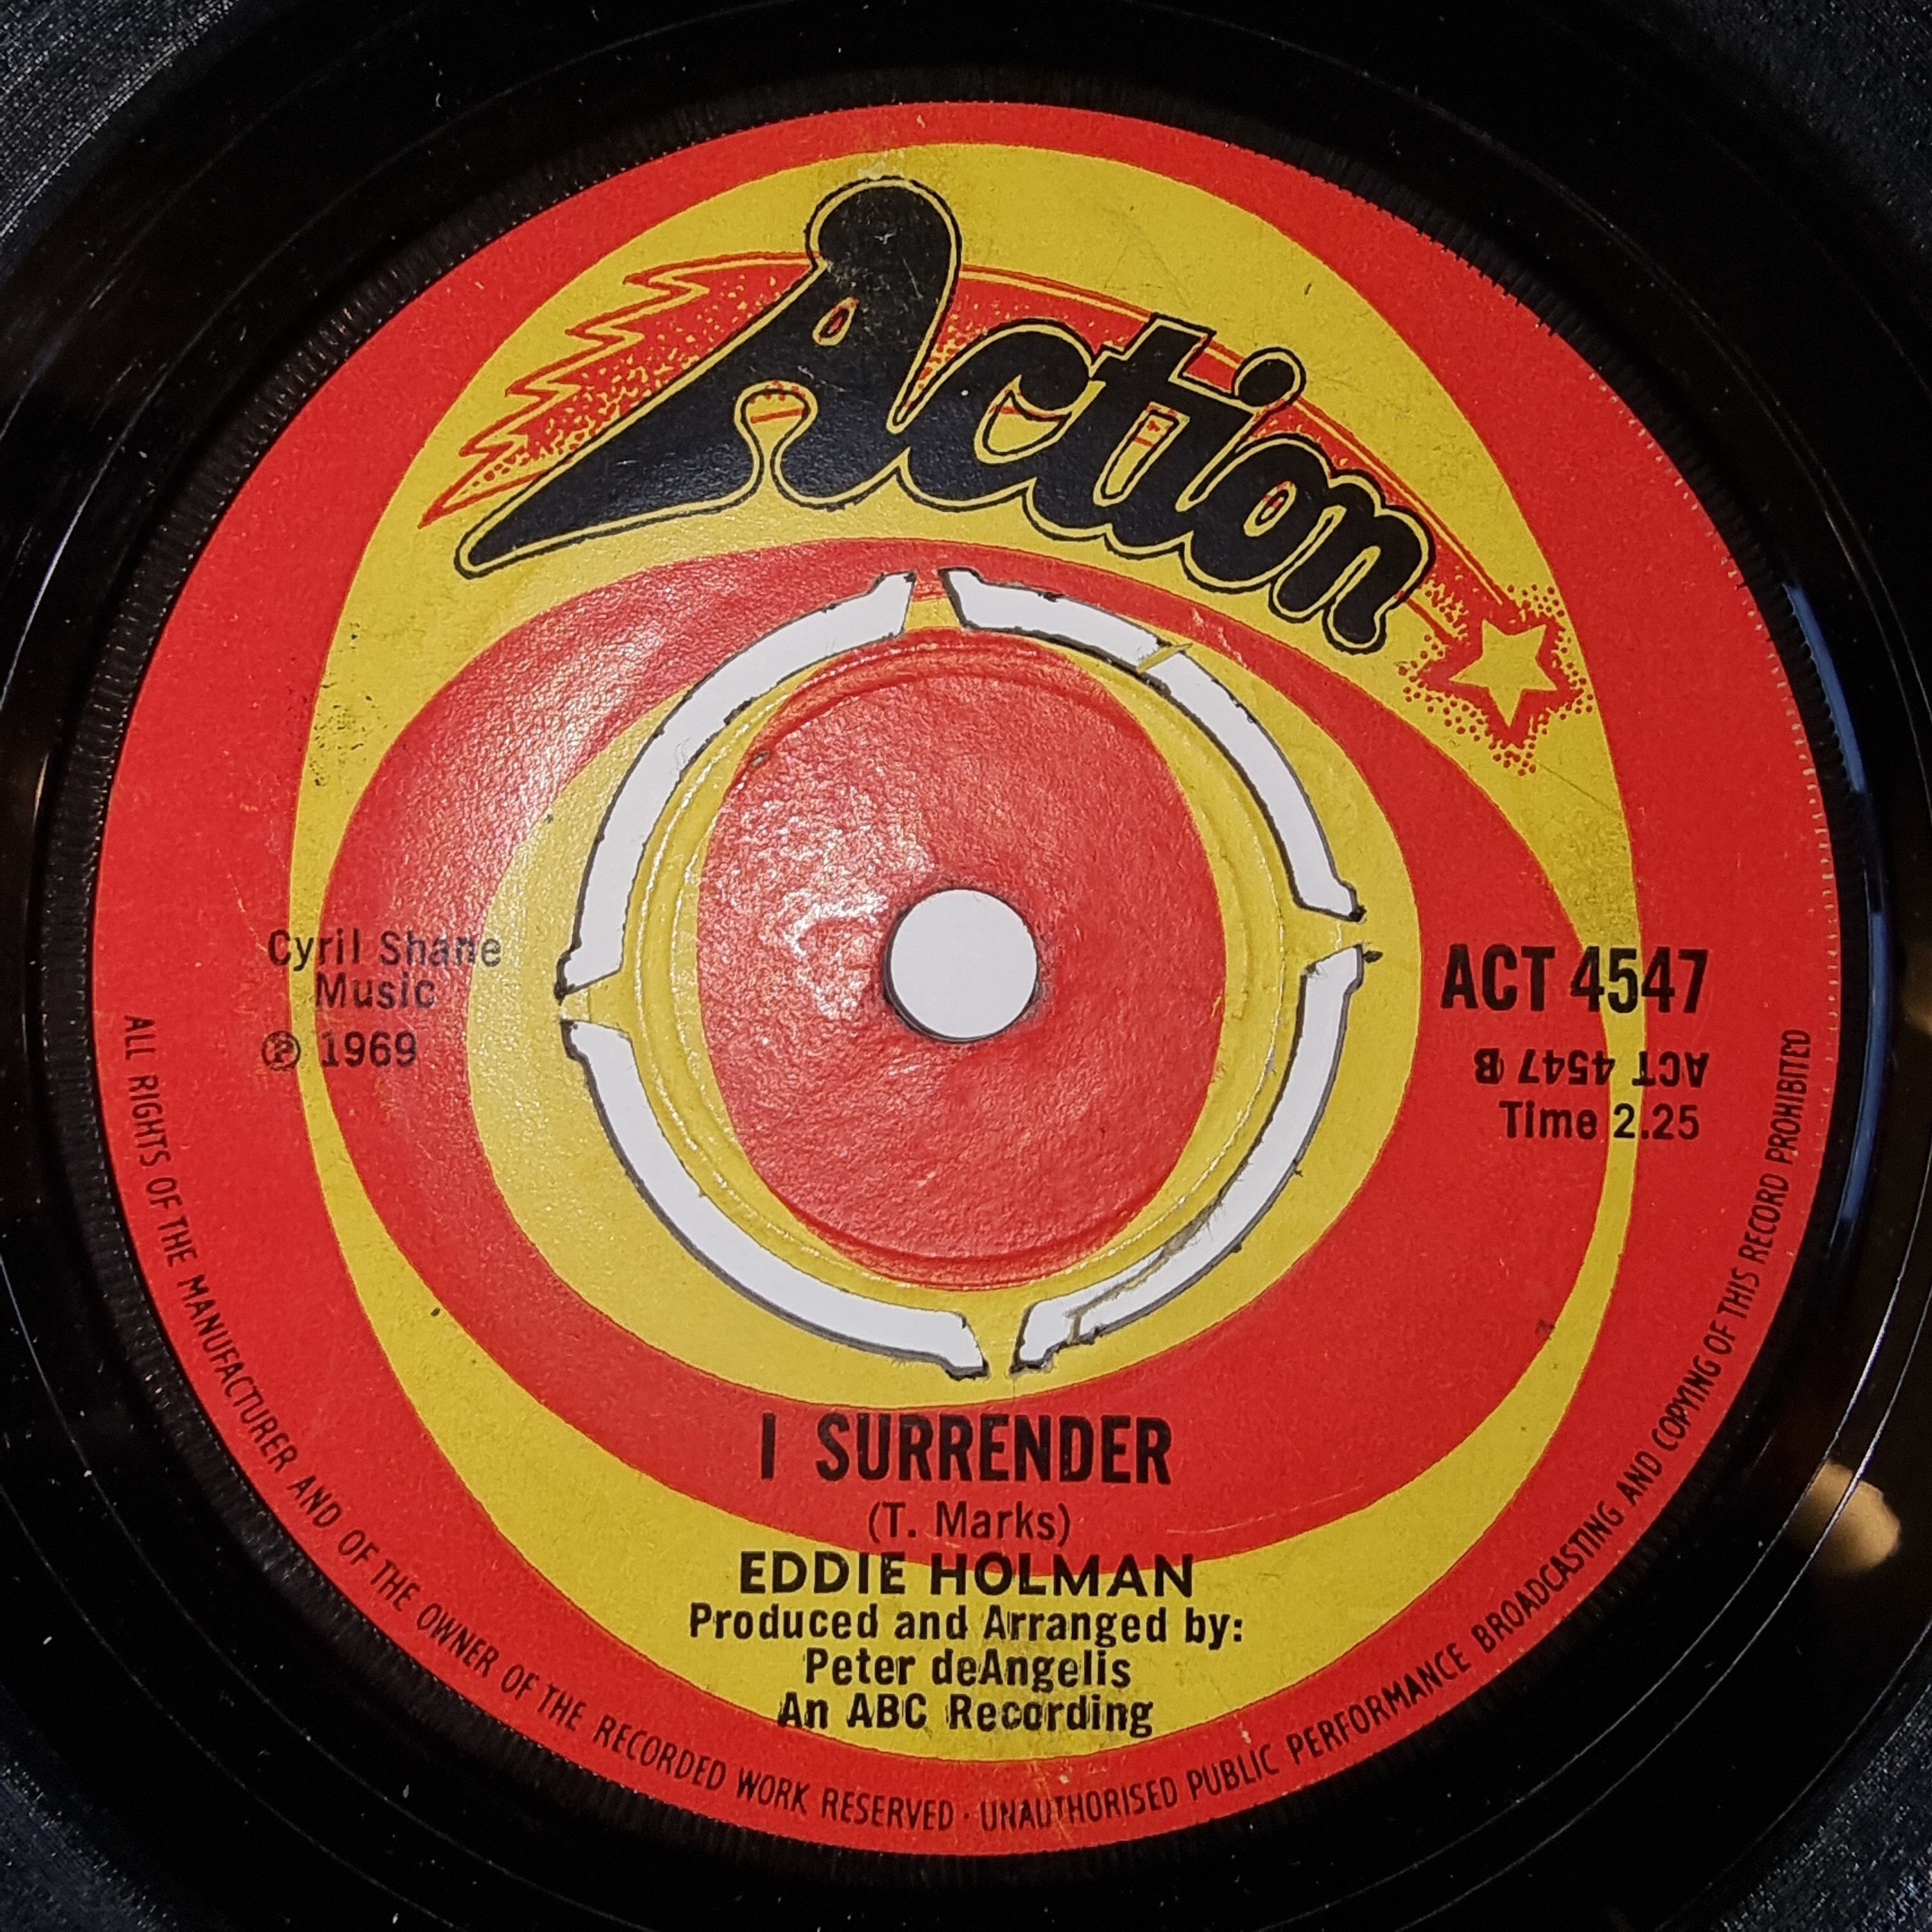 Action
Cyril Shane
Music
℗ 1969
ACT 4547
ACT 4547 B
Time 2.25
I SURRENDER
(T. Marks)
EDDIE HOLMAN
Produced and Arranged by:
Peter deAngelis
An ABC Recording
ALL RIGHTS OF THE MANUFACTURER AND OF THE OWNER OF THE RECORDED WORK RESERVED · UNAUTHORISED PUBLIC PERFORMANCE BROADCASTING AND COPYING OF THIS RECORD PROHIBITED